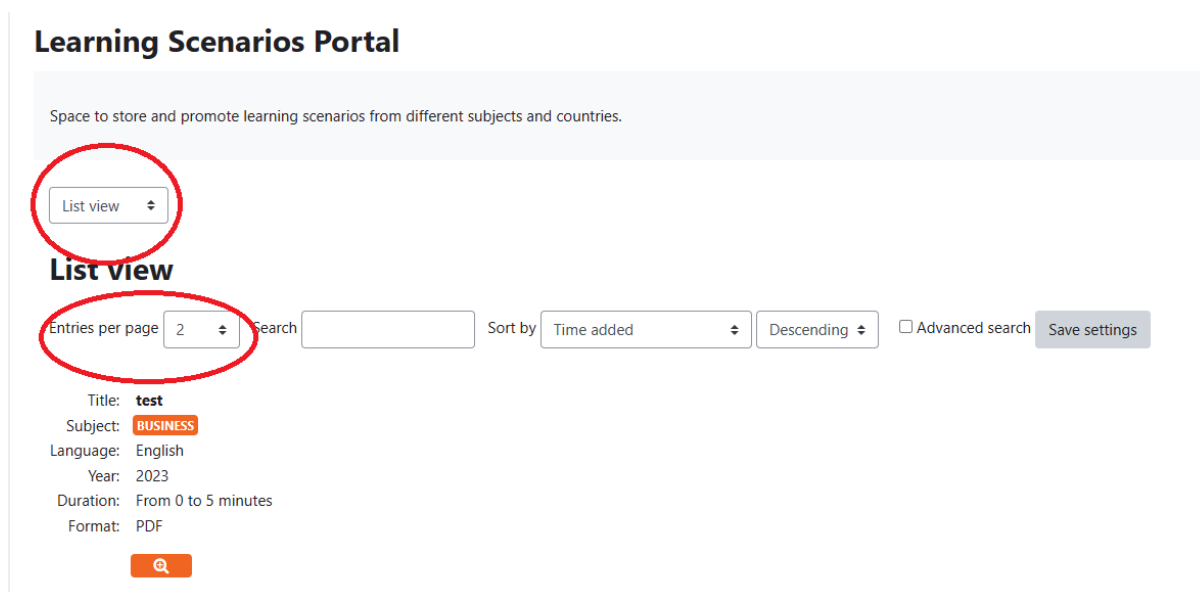 Learning Scenarios Portal
Space to store and promote learning scenarios from different subjects and countries.
List view
List view
Entries per page 2 Search Sort by Time added Descending Advanced search Save settings
Title: test
Subject: BUSINESS
Language: English
Year: 2023
Duration: From 0 to 5 minutes
Format: PDF